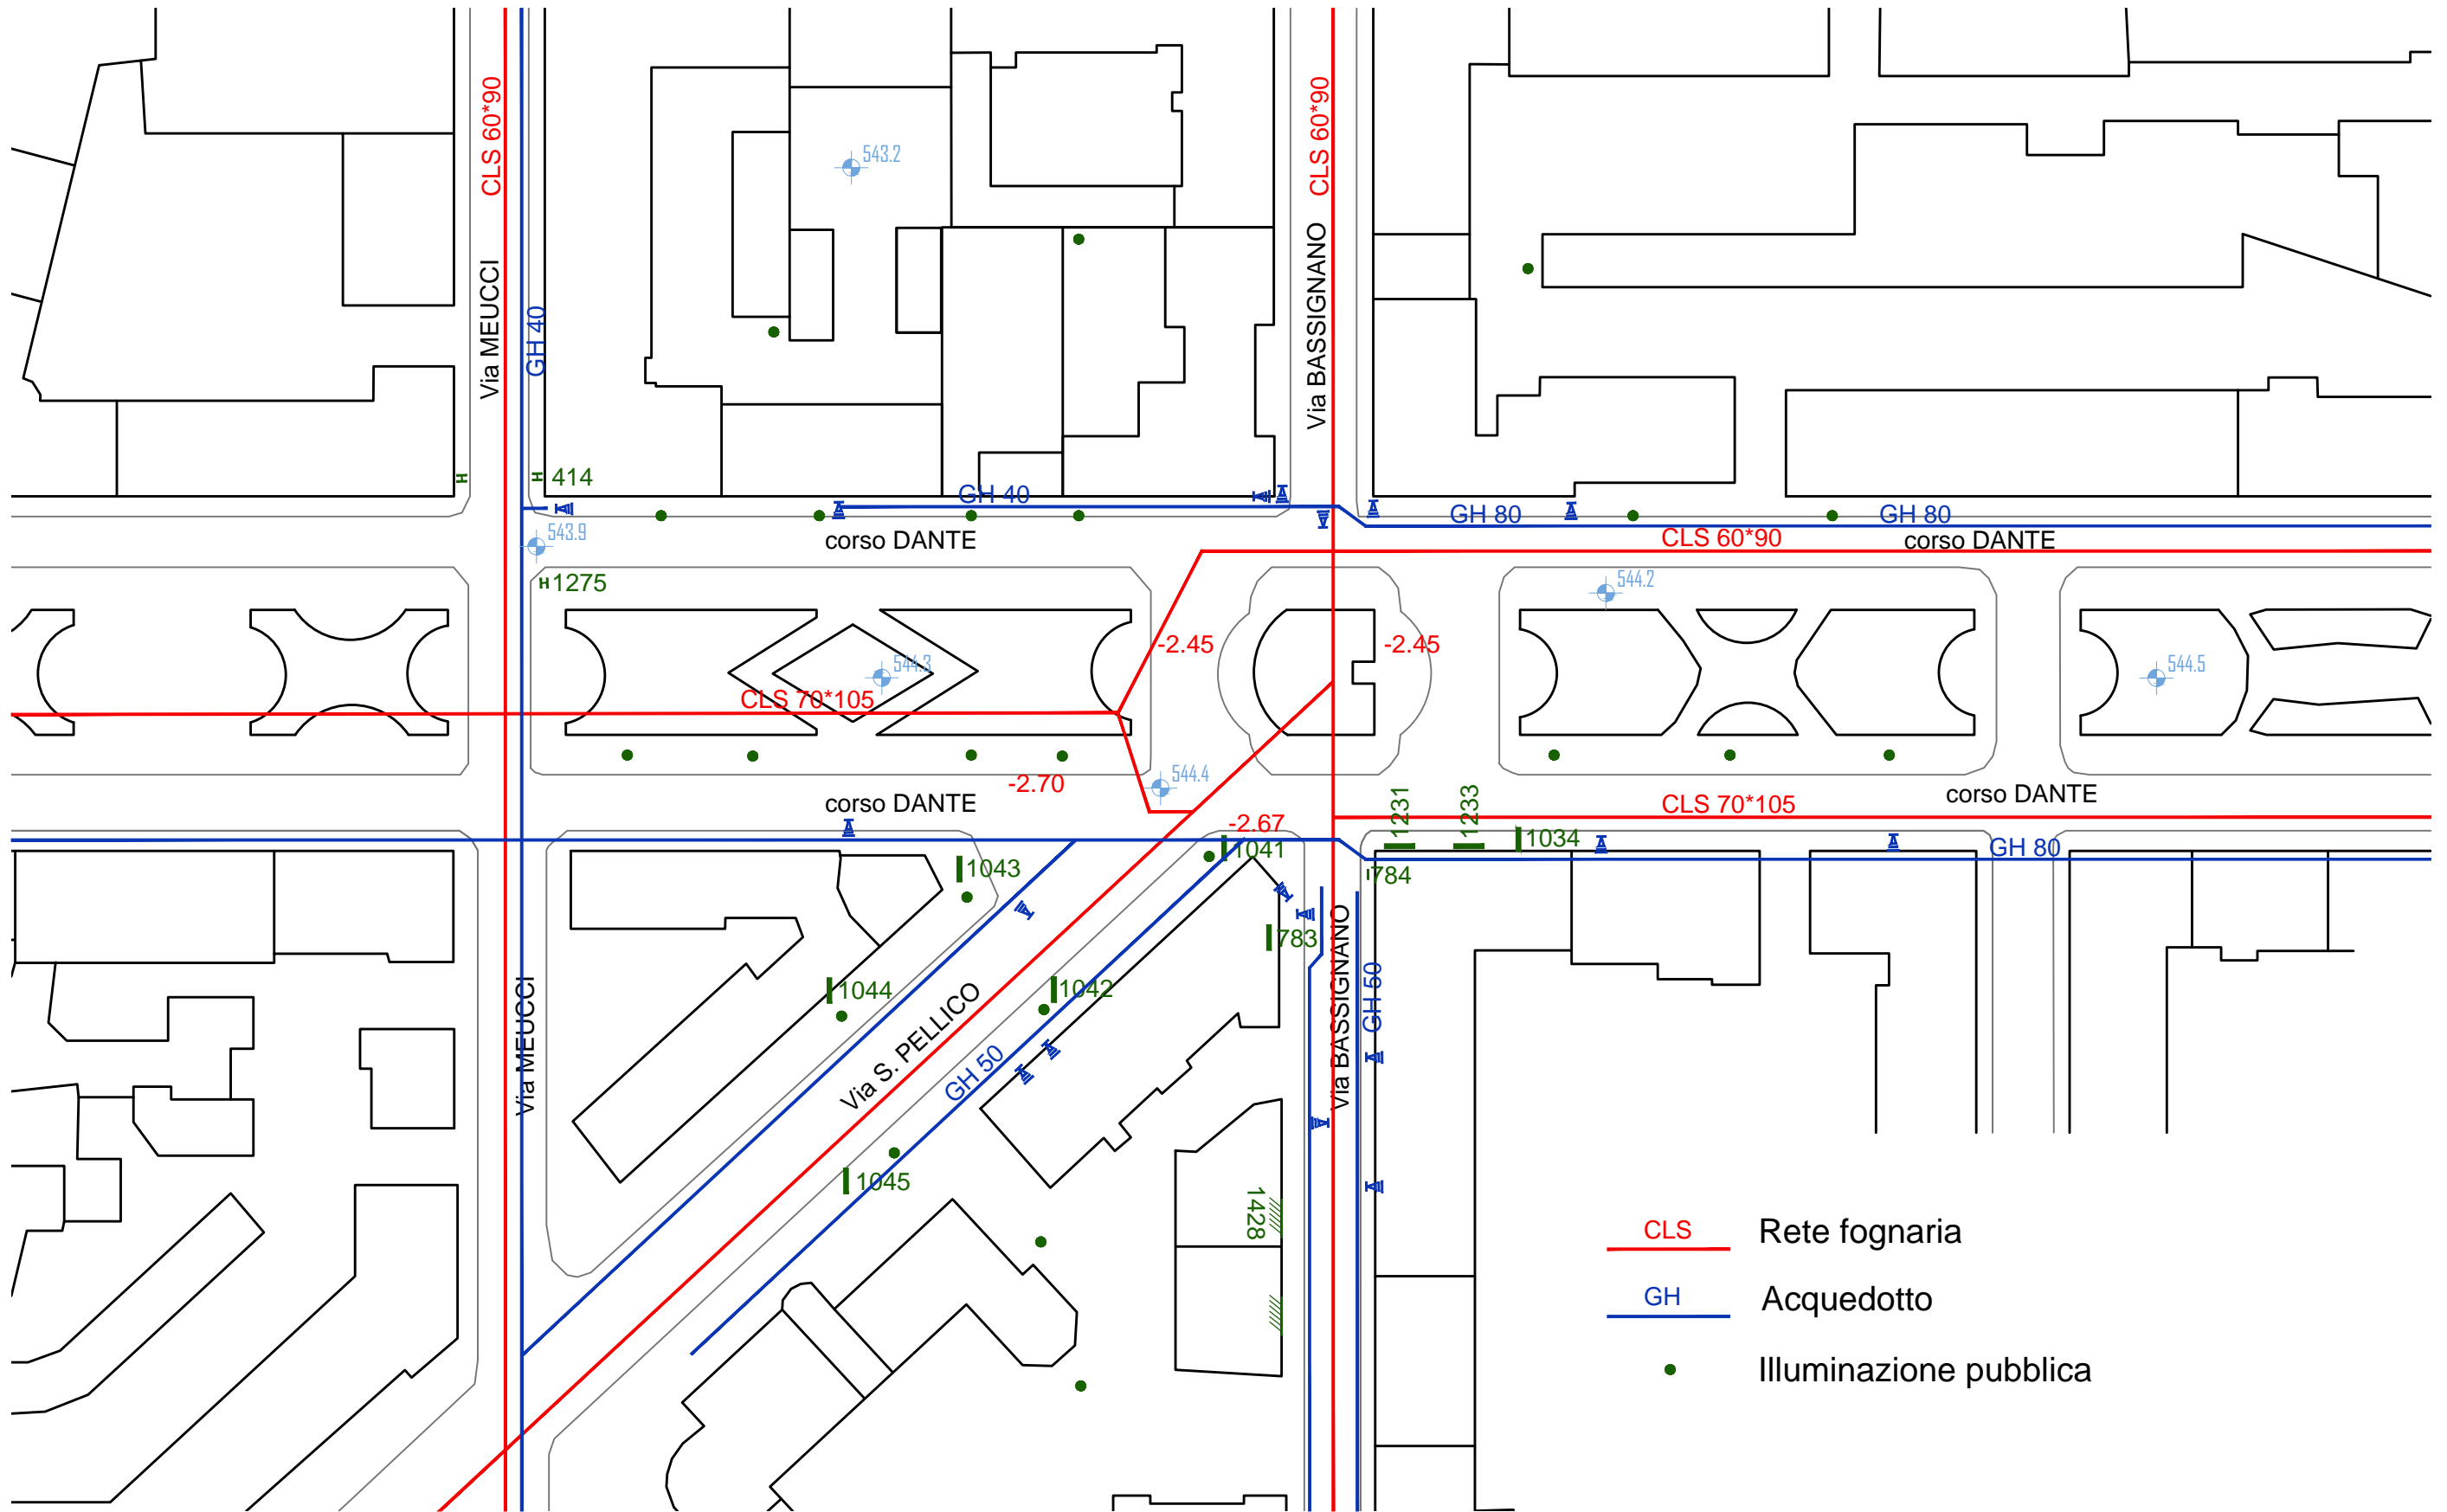 CLS 60*90
CLS 60*90
543.2
Via MEUCCI
GH 40
Via BASSIGNANO
414
GH 40
GH 80
GH 80
543.9
corso DANTE
CLS 60*90
corso DANTE
1275
544.2
-2.45
-2.45
544.3
544.5
CLS 70*105
544.4
-2.70
corso DANTE
corso DANTE
CLS 70*105
1231
1233
-2.67
1034
1041
GH 80
1043
784
783
1044
1042
Via MEUCCI
Via S. PELLICO
GH 50
Via BASSIGNANO
GH 50
1045
1428
CLS
Rete fognaria
GH
Acquedotto
Illuminazione pubblica